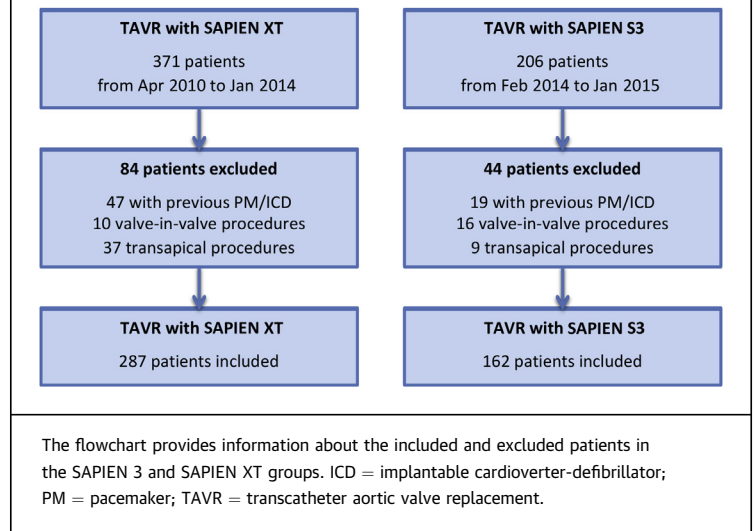 TAVR with SAPIEN XT
371 patients
from Apr 2010 to Jan 2014
84 patients excluded
47 with previous PM/ICD
10 valve-in-valve procedures
37 transapical procedures
TAVR with SAPIEN XT
287 patients included
TAVR with SAPIEN S3
206 patients
from Feb 2014 to Jan 2015
44 patients excluded
19 with previous PM/ICD
16 valve-in-valve procedures
9 transapical procedures
TAVR with SAPIEN S3
162 patients included
The flowchart provides information about the included and excluded patients in
the SAPIEN 3 and SAPIEN XT groups. ICD = implantable cardioverter-defibrillator;
PM = pacemaker; TAVR = transcatheter aortic valve replacement.